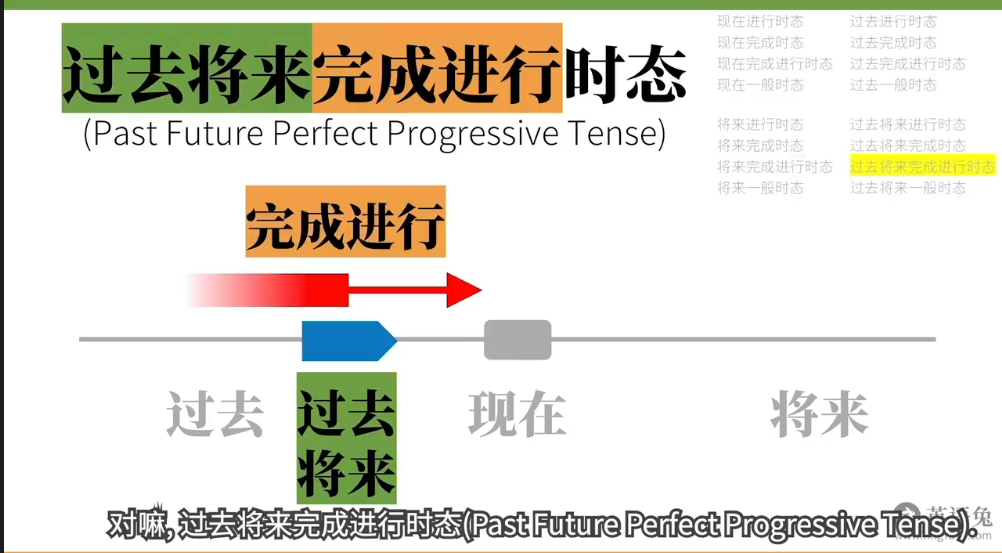 过去将来完成进行时态
(Past Future Perfect Progressive Tense)
现在进行时态 过去进行时态
现在完成时态 过去完成时态
现在完成进行时态 过去完成进行时态
现在一般时态 过去一般时态
将来进行时态 过去将来进行时态
将来完成时态 过去将来完成时态
将来完成进行时态 过去将来完成进行时态
将来一般时态 过去将来一般时态
完成进行
过去 过去 现在 将来
将来
对嘛, 过去将来完成进行时态(Past Future Perfect Progressive Tense).
英语兔